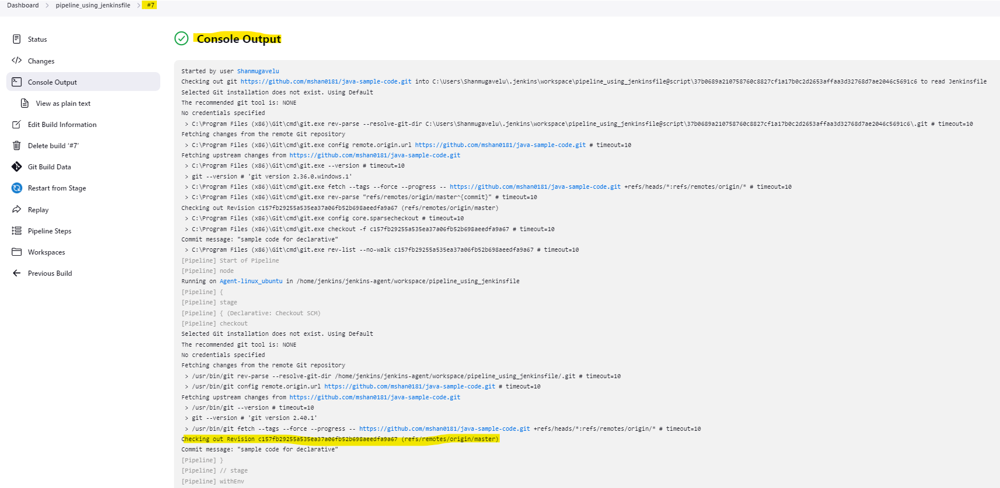 Dashboard > pipeline_using_jenkinsfile > #7
Status
Changes
Console Output
View as plain text
Edit Build Information
Delete build ‘#7’
Git Build Data
Restart from Stage
Replay
Pipeline Steps
Workspaces
Previous Build
Console Output
Started by user Shanmugavelu
Checking out git https://github.com/mshan0181/java-sample-code.git into C:\Users\Shanmugavelu\.jenkins\workspace\pipeline_using_jenkinsfile@script\37b0689a210758760c8827cf1a17b0c2d2653affaa3d32768d7ae2046c5691c6 to read Jenkinsfile
Selected Git installation does not exist. Using Default
The recommended git tool is: NONE
No credentials specified
> C:\Program Files (x86)\Git\cmd\git.exe rev-parse --resolve-git-dir C:\Users\Shanmugavelu\.jenkins\workspace\pipeline_using_jenkinsfile@script\37b0689a210758760c8827cf1a17b0c2d2653affaa3d32768d7ae2046c5691c6\.git # timeout=10
Fetching changes from the remote Git repository
> C:\Program Files (x86)\Git\cmd\git.exe config remote.origin.url https://github.com/mshan0181/java-sample-code.git # timeout=10
Fetching upstream changes from https://github.com/mshan0181/java-sample-code.git
> C:\Program Files (x86)\Git\cmd\git.exe --version # timeout=10
> git --version # 'git version 2.36.0.windows.1'
> C:\Program Files (x86)\Git\cmd\git.exe fetch --tags --force --progress -- https://github.com/mshan0181/java-sample-code.git +refs/heads/*:refs/remotes/origin/* # timeout=10
> C:\Program Files (x86)\Git\cmd\git.exe rev-parse "refs/remotes/origin/master^{commit}" # timeout=10
Checking out Revision c157fb29255a535ea37a06fb52b698aeedfa9a67 (refs/remotes/origin/master)
> C:\Program Files (x86)\Git\cmd\git.exe config core.sparsecheckout # timeout=10
> C:\Program Files (x86)\Git\cmd\git.exe checkout -f c157fb29255a535ea37a06fb52b698aeedfa9a67 # timeout=10
Commit message: "sample code for declarative"
> C:\Program Files (x86)\Git\cmd\git.exe rev-list --no-walk c157fb29255a535ea37a06fb52b698aeedfa9a67 # timeout=10
[Pipeline] Start of Pipeline
[Pipeline] node
Running on Agent-linux_ubuntu in /home/jenkins/jenkins-agent/workspace/pipeline_using_jenkinsfile
[Pipeline] {
[Pipeline] stage
[Pipeline] { (Declarative: Checkout SCM)
[Pipeline] checkout
Selected Git installation does not exist. Using Default
The recommended git tool is: NONE
No credentials specified
Fetching changes from the remote Git repository
> /usr/bin/git rev-parse --resolve-git-dir /home/jenkins/jenkins-agent/workspace/pipeline_using_jenkinsfile/.git # timeout=10
> /usr/bin/git config remote.origin.url https://github.com/mshan0181/java-sample-code.git # timeout=10
Fetching upstream changes from https://github.com/mshan0181/java-sample-code.git
> /usr/bin/git --version # timeout=10
> git --version # 'git version 2.40.1'
> /usr/bin/git fetch --tags --force --progress -- https://github.com/mshan0181/java-sample-code.git +refs/heads/*:refs/remotes/origin/* # timeout=10
Checking out Revision c157fb29255a535ea37a06fb52b698aeedfa9a67 (refs/remotes/origin/master)
Commit message: "sample code for declarative"
[Pipeline] }
[Pipeline] // stage
[Pipeline] withEnv